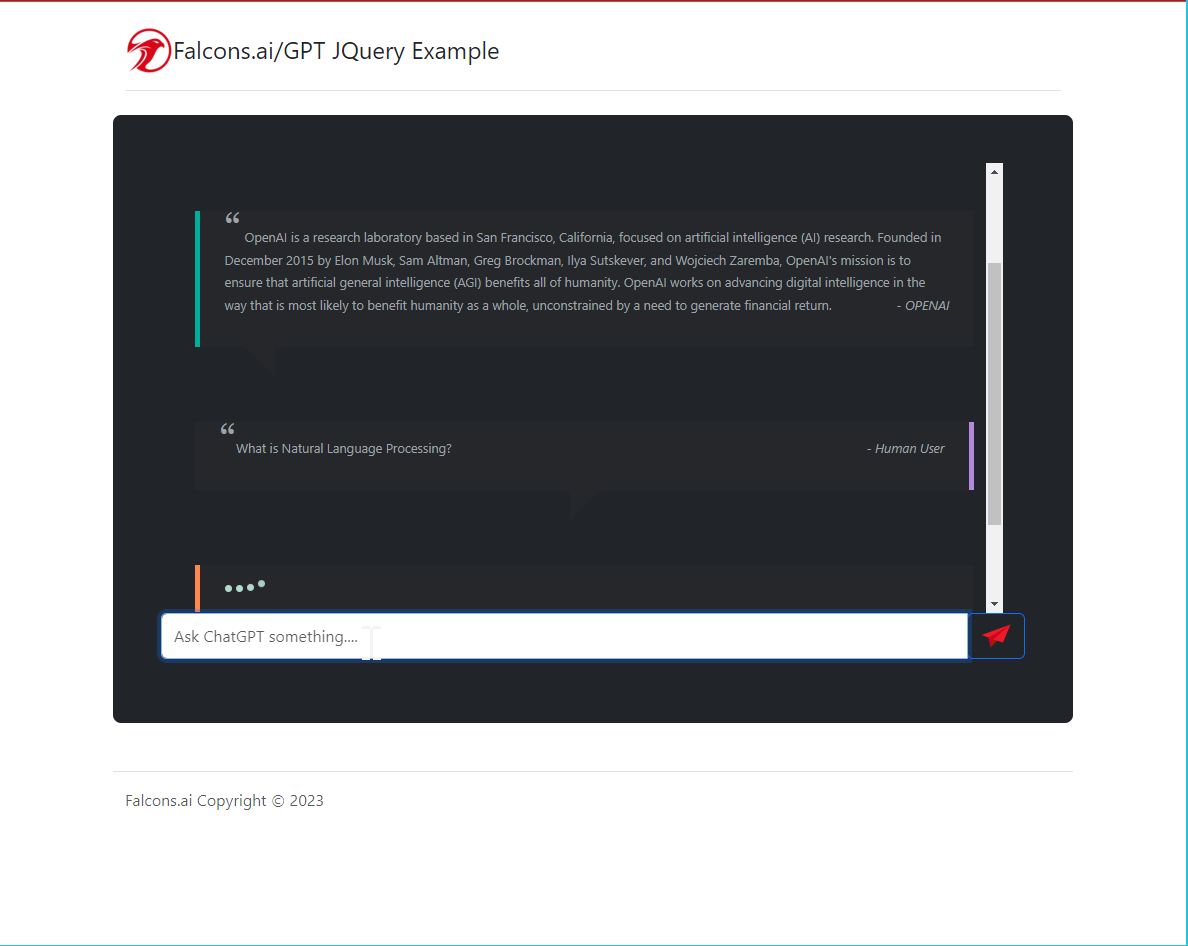 Falcons.ai/GPT JQuery Example
“
OpenAI is a research laboratory based in San Francisco, California, focused on artificial intelligence (AI) research. Founded in
December 2015 by Elon Musk, Sam Altman, Greg Brockman, Ilya Sutskever, and Wojciech Zaremba, OpenAI's mission is to
ensure that artificial general intelligence (AGI) benefits all of humanity. OpenAI works on advancing digital intelligence in the
way that is most likely to benefit humanity as a whole, unconstrained by a need to generate financial return. - OPENAI
“
What is Natural Language Processing? - Human User
Ask ChatGPT something....
Falcons.ai Copyright © 2023